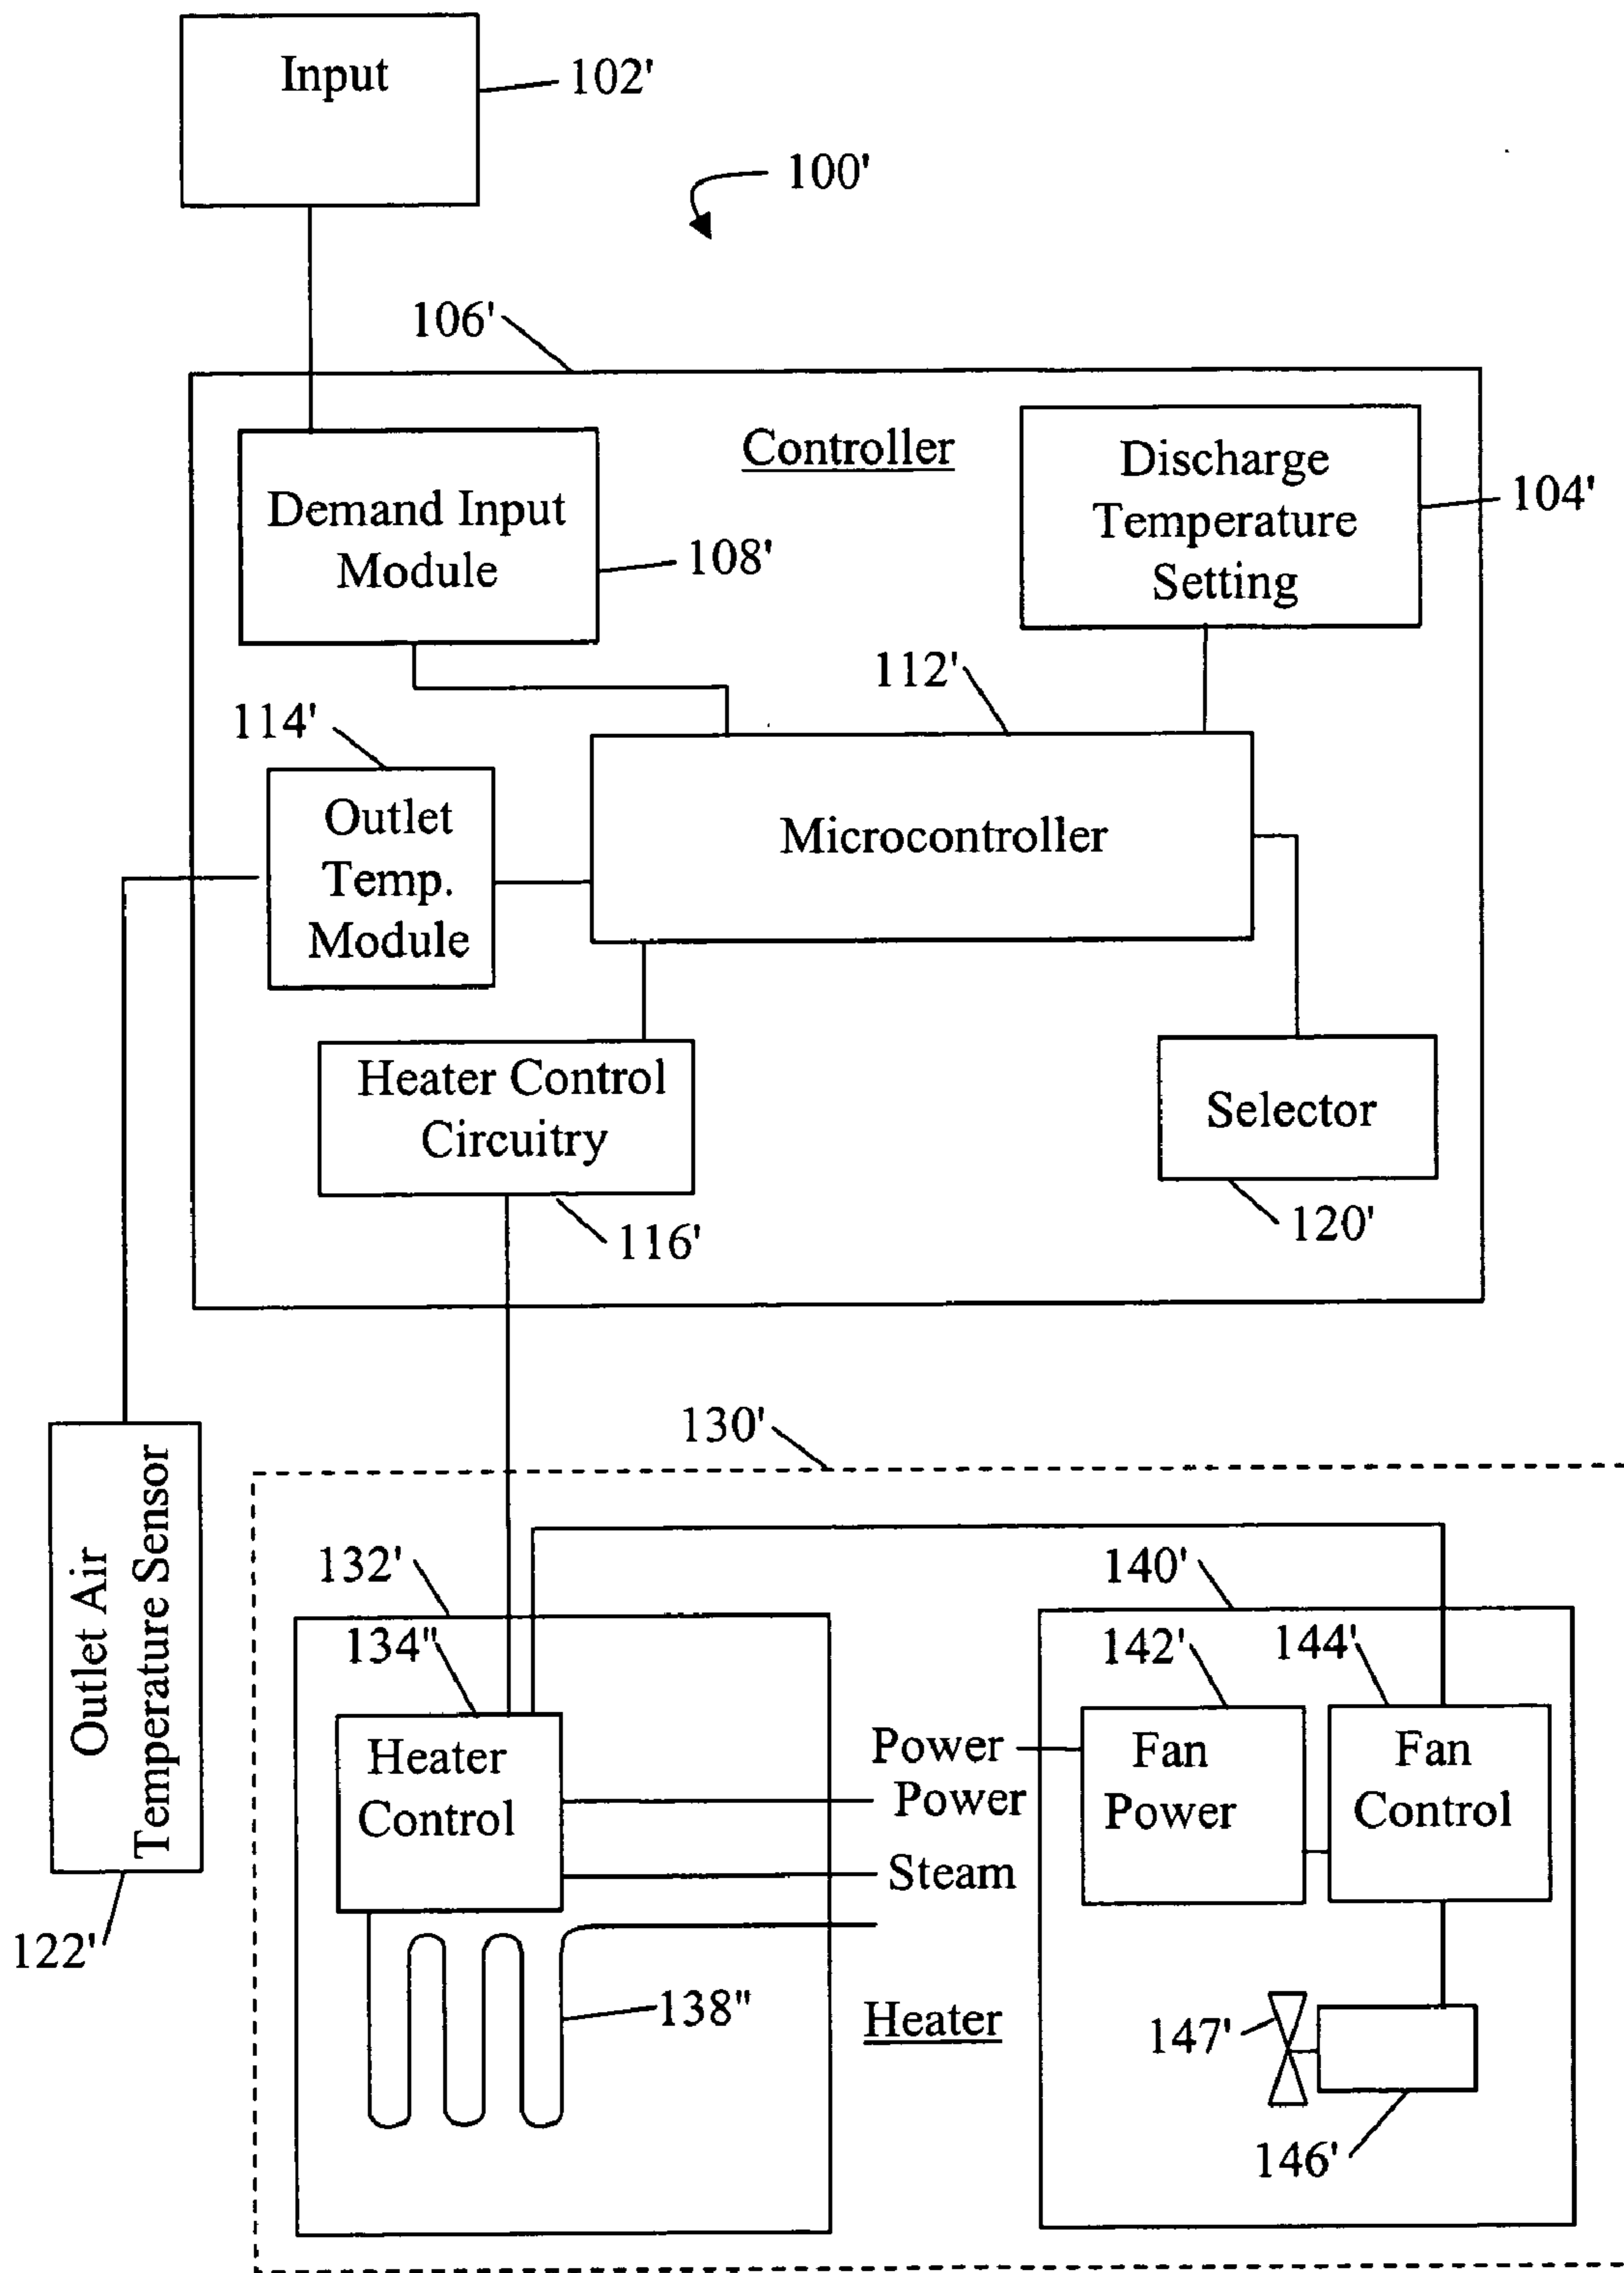 Input
102'
100'
106'
Controller
Demand Input
Module
108'
Discharge
Temperature
Setting
104'
112'
114'
Outlet
Temp.
Module
Microcontroller
Heater Control
Circuitry
116'
Selector
120'
130'
Outlet Air
Temperature Sensor
122'
132'
134"
Heater
Control
Power
Power
Steam
138"
Heater
140'
142'
144'
Fan
Power
Fan
Control
147'
146'